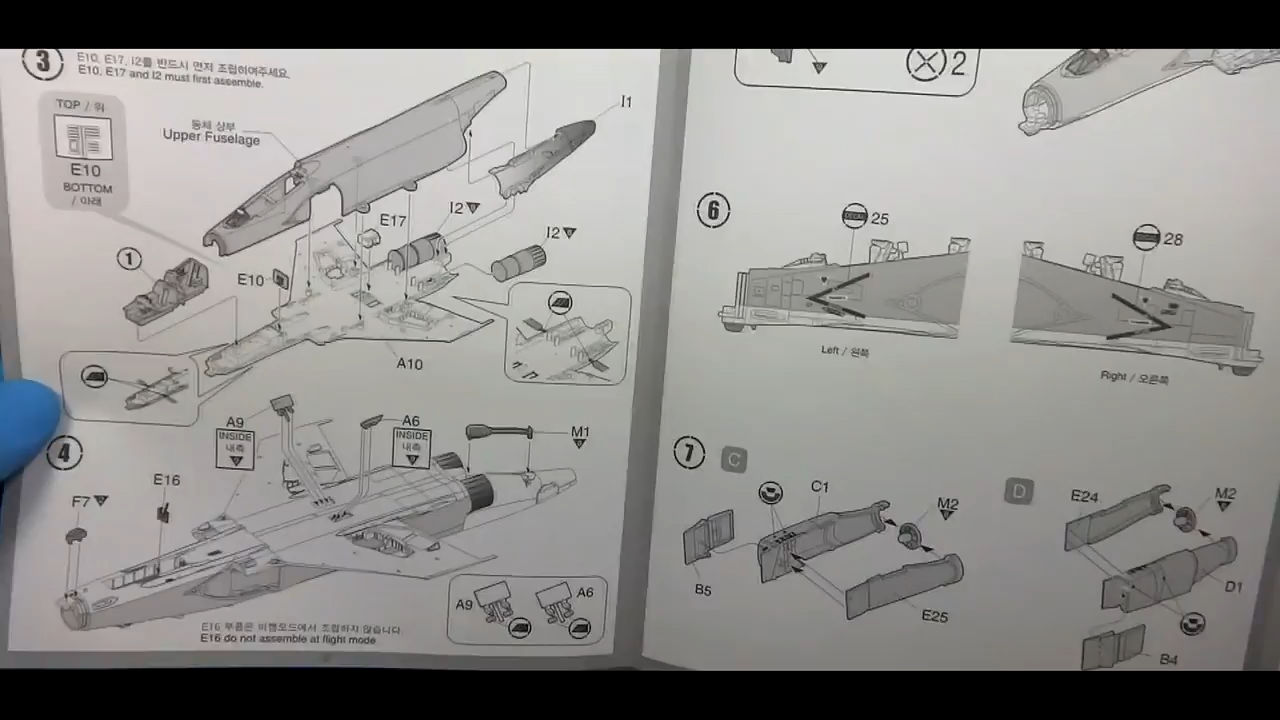 3
E10, E17, I2를 반드시 먼저 조립하여주세요.
E10, E17 and I2 must first assemble.
TOP / 위
E10
BOTTOM
/ 아래
동체 상부
Upper Fuselage
I1
I2
E17
I2
1
E10
A10
4
A9
INSIDE
내측
A6
INSIDE
내측
M1
E16
F7
A9
A6
E16 부품은 비행모드에서 조립하지 않습니다.
E16 do not assemble at flight mode
2
6
25
28
Left / 왼쪽
Right / 오른쪽
7
C
C1
M2
B5
E25
D
E24
M2
D1
B4